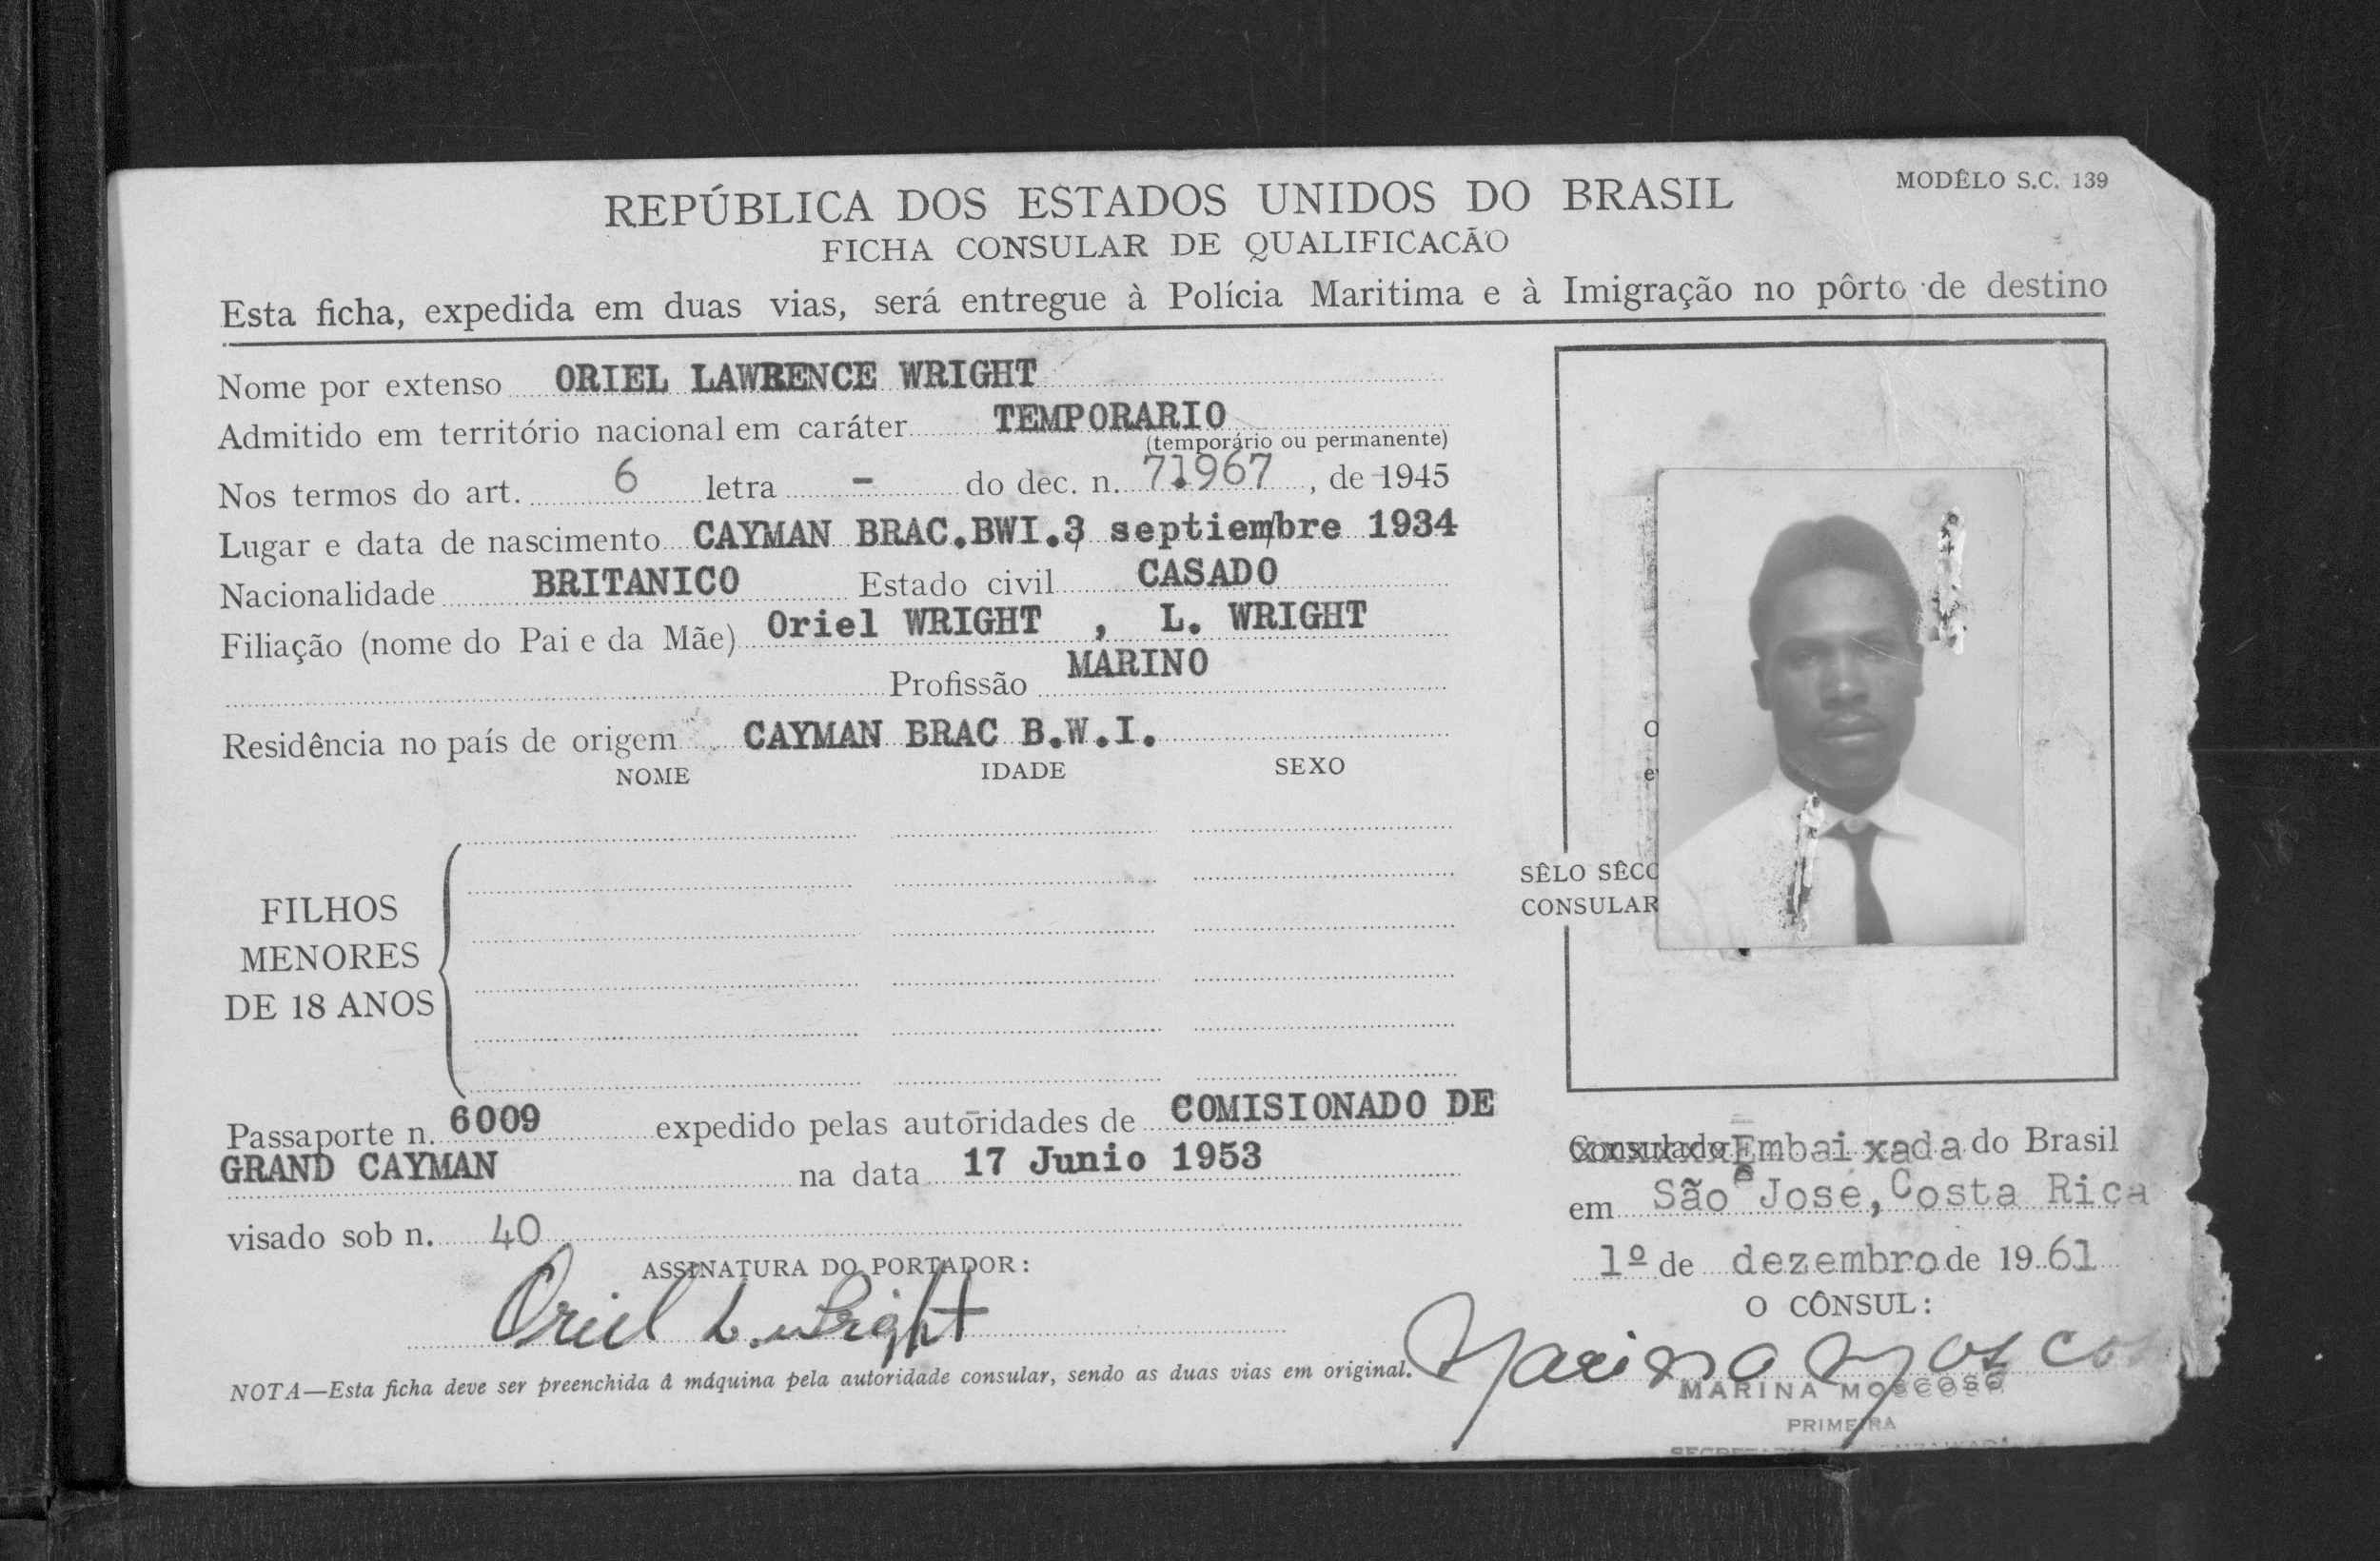 MODÊLO S.C. 139
REPÚBLICA DOS ESTADOS UNIDOS DO BRASIL
FICHA CONSULAR DE QUALIFICACÃO
Esta ficha, expedida em duas vias, será entregue à Polícia Maritima e à Imigração no pôrto de destino
Nome por extenso ORIEL LAWRENCE WRIGHT
Admitido em território nacional em caráter TEMPORARIO
(temporário ou permanente)
Nos termos do art. 6 letra - do dec. n. 71967, de 1945
Lugar e data de nascimento CAYMAN BRAC.BWI.3 septiembre 1934
Nacionalidade BRITANICO Estado civil CASADO
Filiação (nome do Pai e da Mãe) Oriel WRIGHT , L. WRIGHT
Profissão MARINO
Residência no país de origem CAYMAN BRAC B.W.I.
NOME IDADE SEXO
FILHOS
MENORES
DE 18 ANOS
SÊLO SÊCO
CONSULAR
Passaporte n. 6009 expedido pelas autoridades de COMISIONADO DE
GRAND CAYMAN na data 17 Junio 1953
visado sob n. 40
ASSINATURA DO PORTADOR:
Oriel L. Wright
NOTA—Esta ficha deve ser preenchida â máquina pela autoridade consular, sendo as duas vias em original.
Consulado Embaixada do Brasil
em São Jose, Costa Rica
1º de dezembro de 1961
O CÔNSUL:
Marina Moscoso
MARINA MOSCOSO
PRIMEIRA